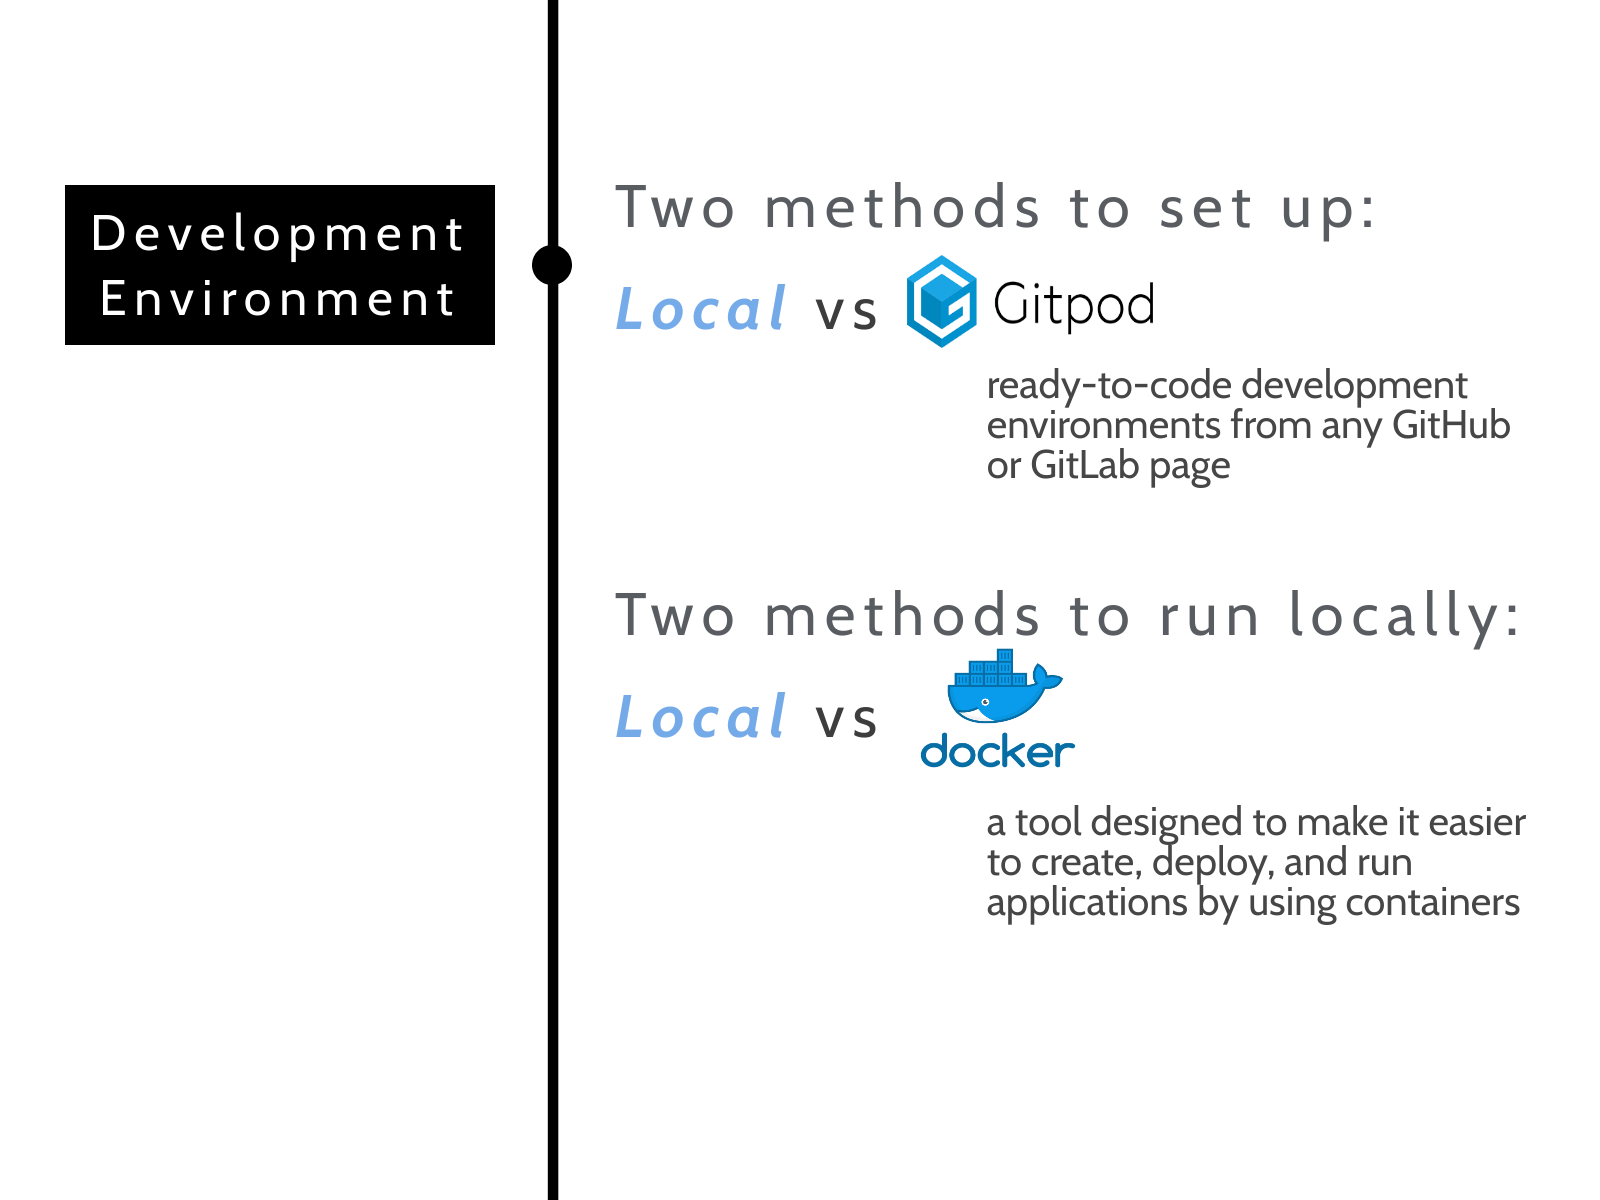 Development
Environment
Two methods to set up:
Local vs Gitpod
ready-to-code development
environments from any GitHub
or GitLab page
Two methods to run locally:
Local vs docker
a tool designed to make it easier
to create, deploy, and run
applications by using containers